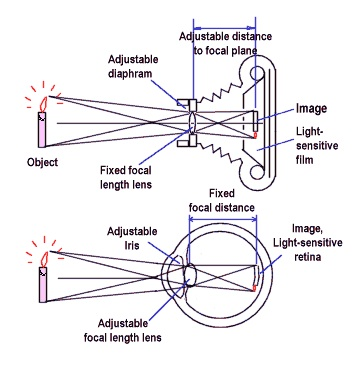 Adjustable distance
to focal plane
Adjustable
diaphram
Image
Light-
sensitive
film
Object
Fixed focal
length lens
Fixed
focal distance
Adjustable
Iris
Image,
Light-sensitive
retina
Adjustable
focal length lens